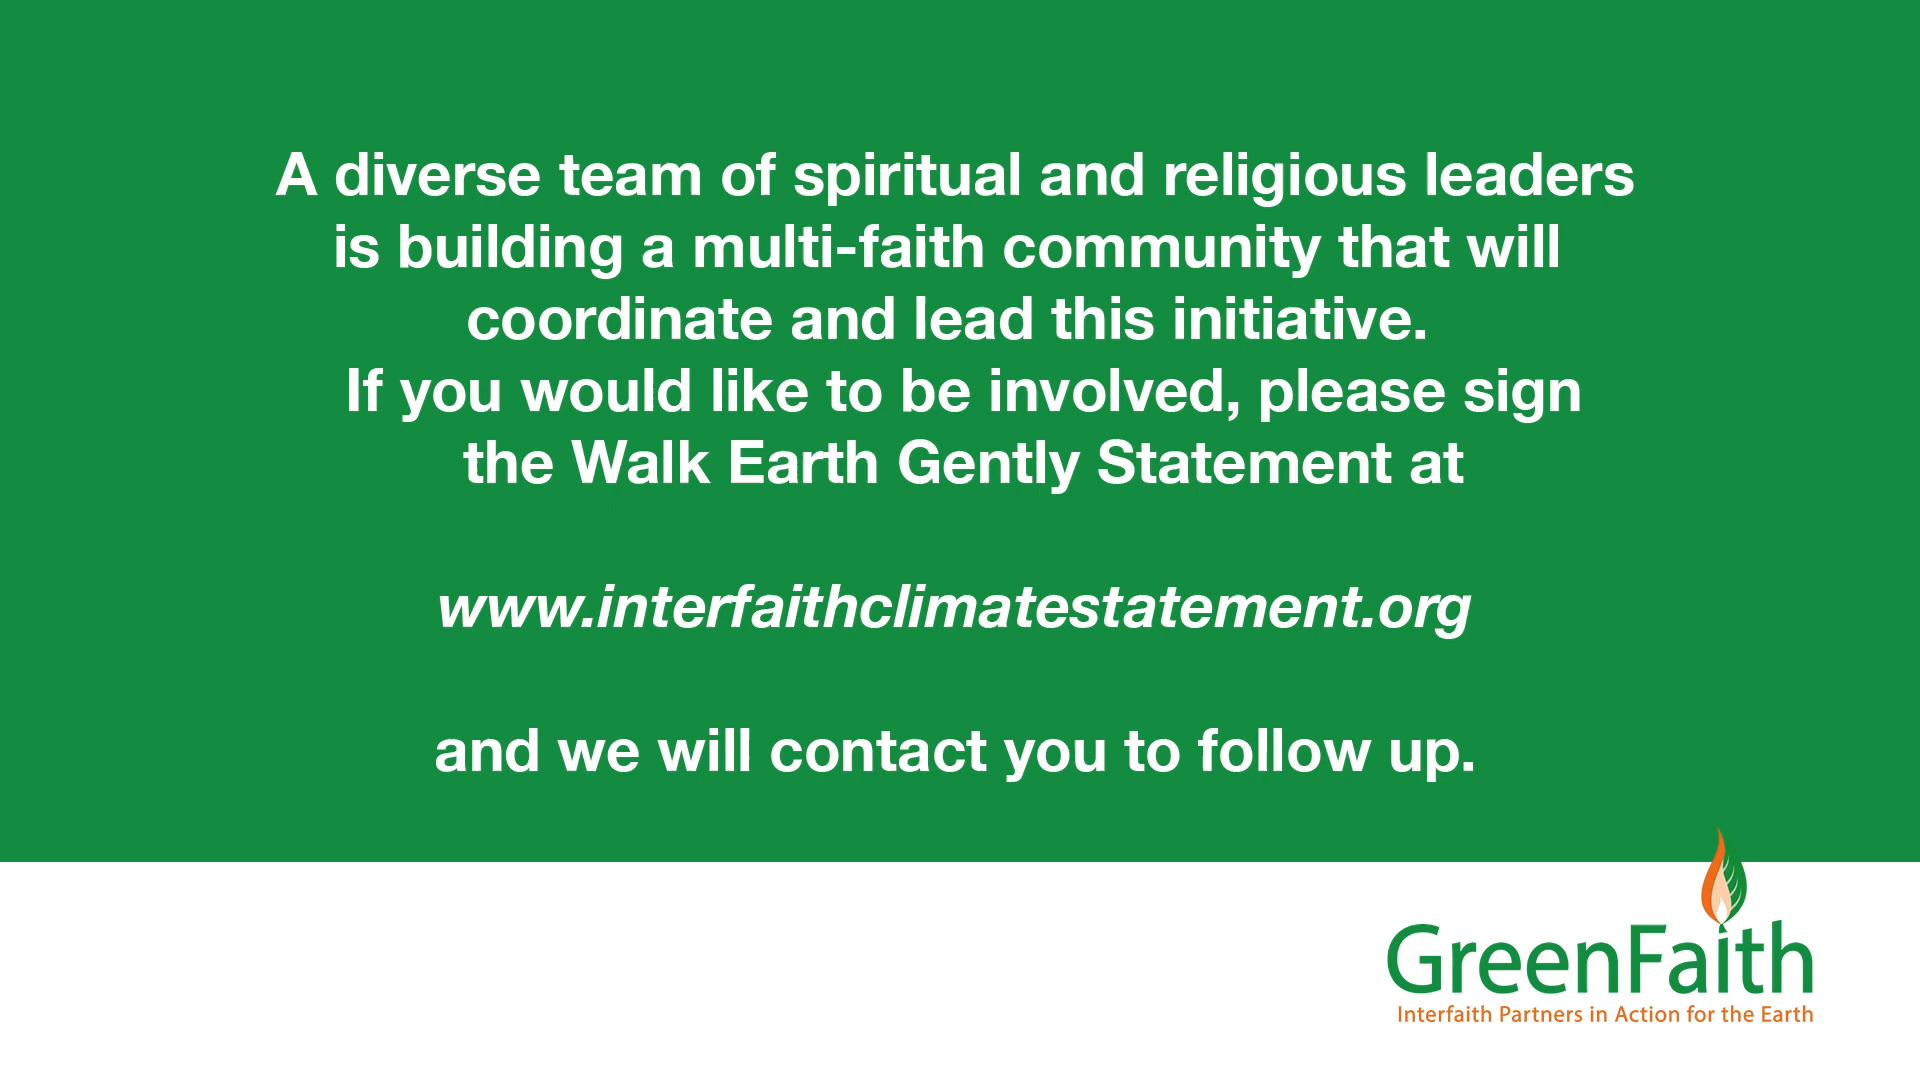 A diverse team of spiritual and religious leaders
is building a multi-faith community that will
coordinate and lead this initiative.
If you would like to be involved, please sign
the Walk Earth Gently Statement at
www.interfaithclimatestatement.org
and we will contact you to follow up.
GreenFaith
Interfaith Partners in Action for the Earth